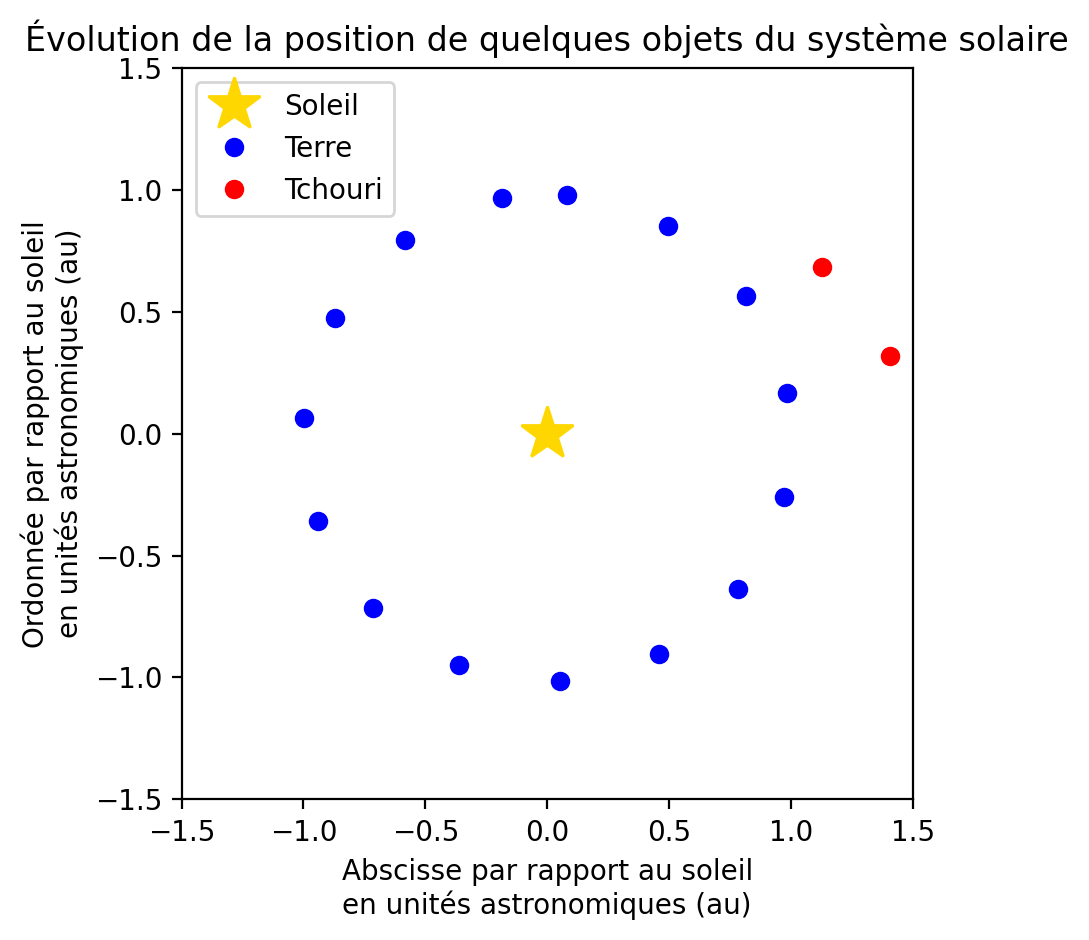 Évolution de la position de quelques objets du système solaire
Soleil
Terre
Tchouri
1.5
1.0
0.5
0.0
−0.5
−1.0
−1.5
Ordonnée par rapport au soleil
en unités astronomiques (au)
−1.5
−1.0
−0.5
0.0
0.5
1.0
1.5
Abscisse par rapport au soleil
en unités astronomiques (au)